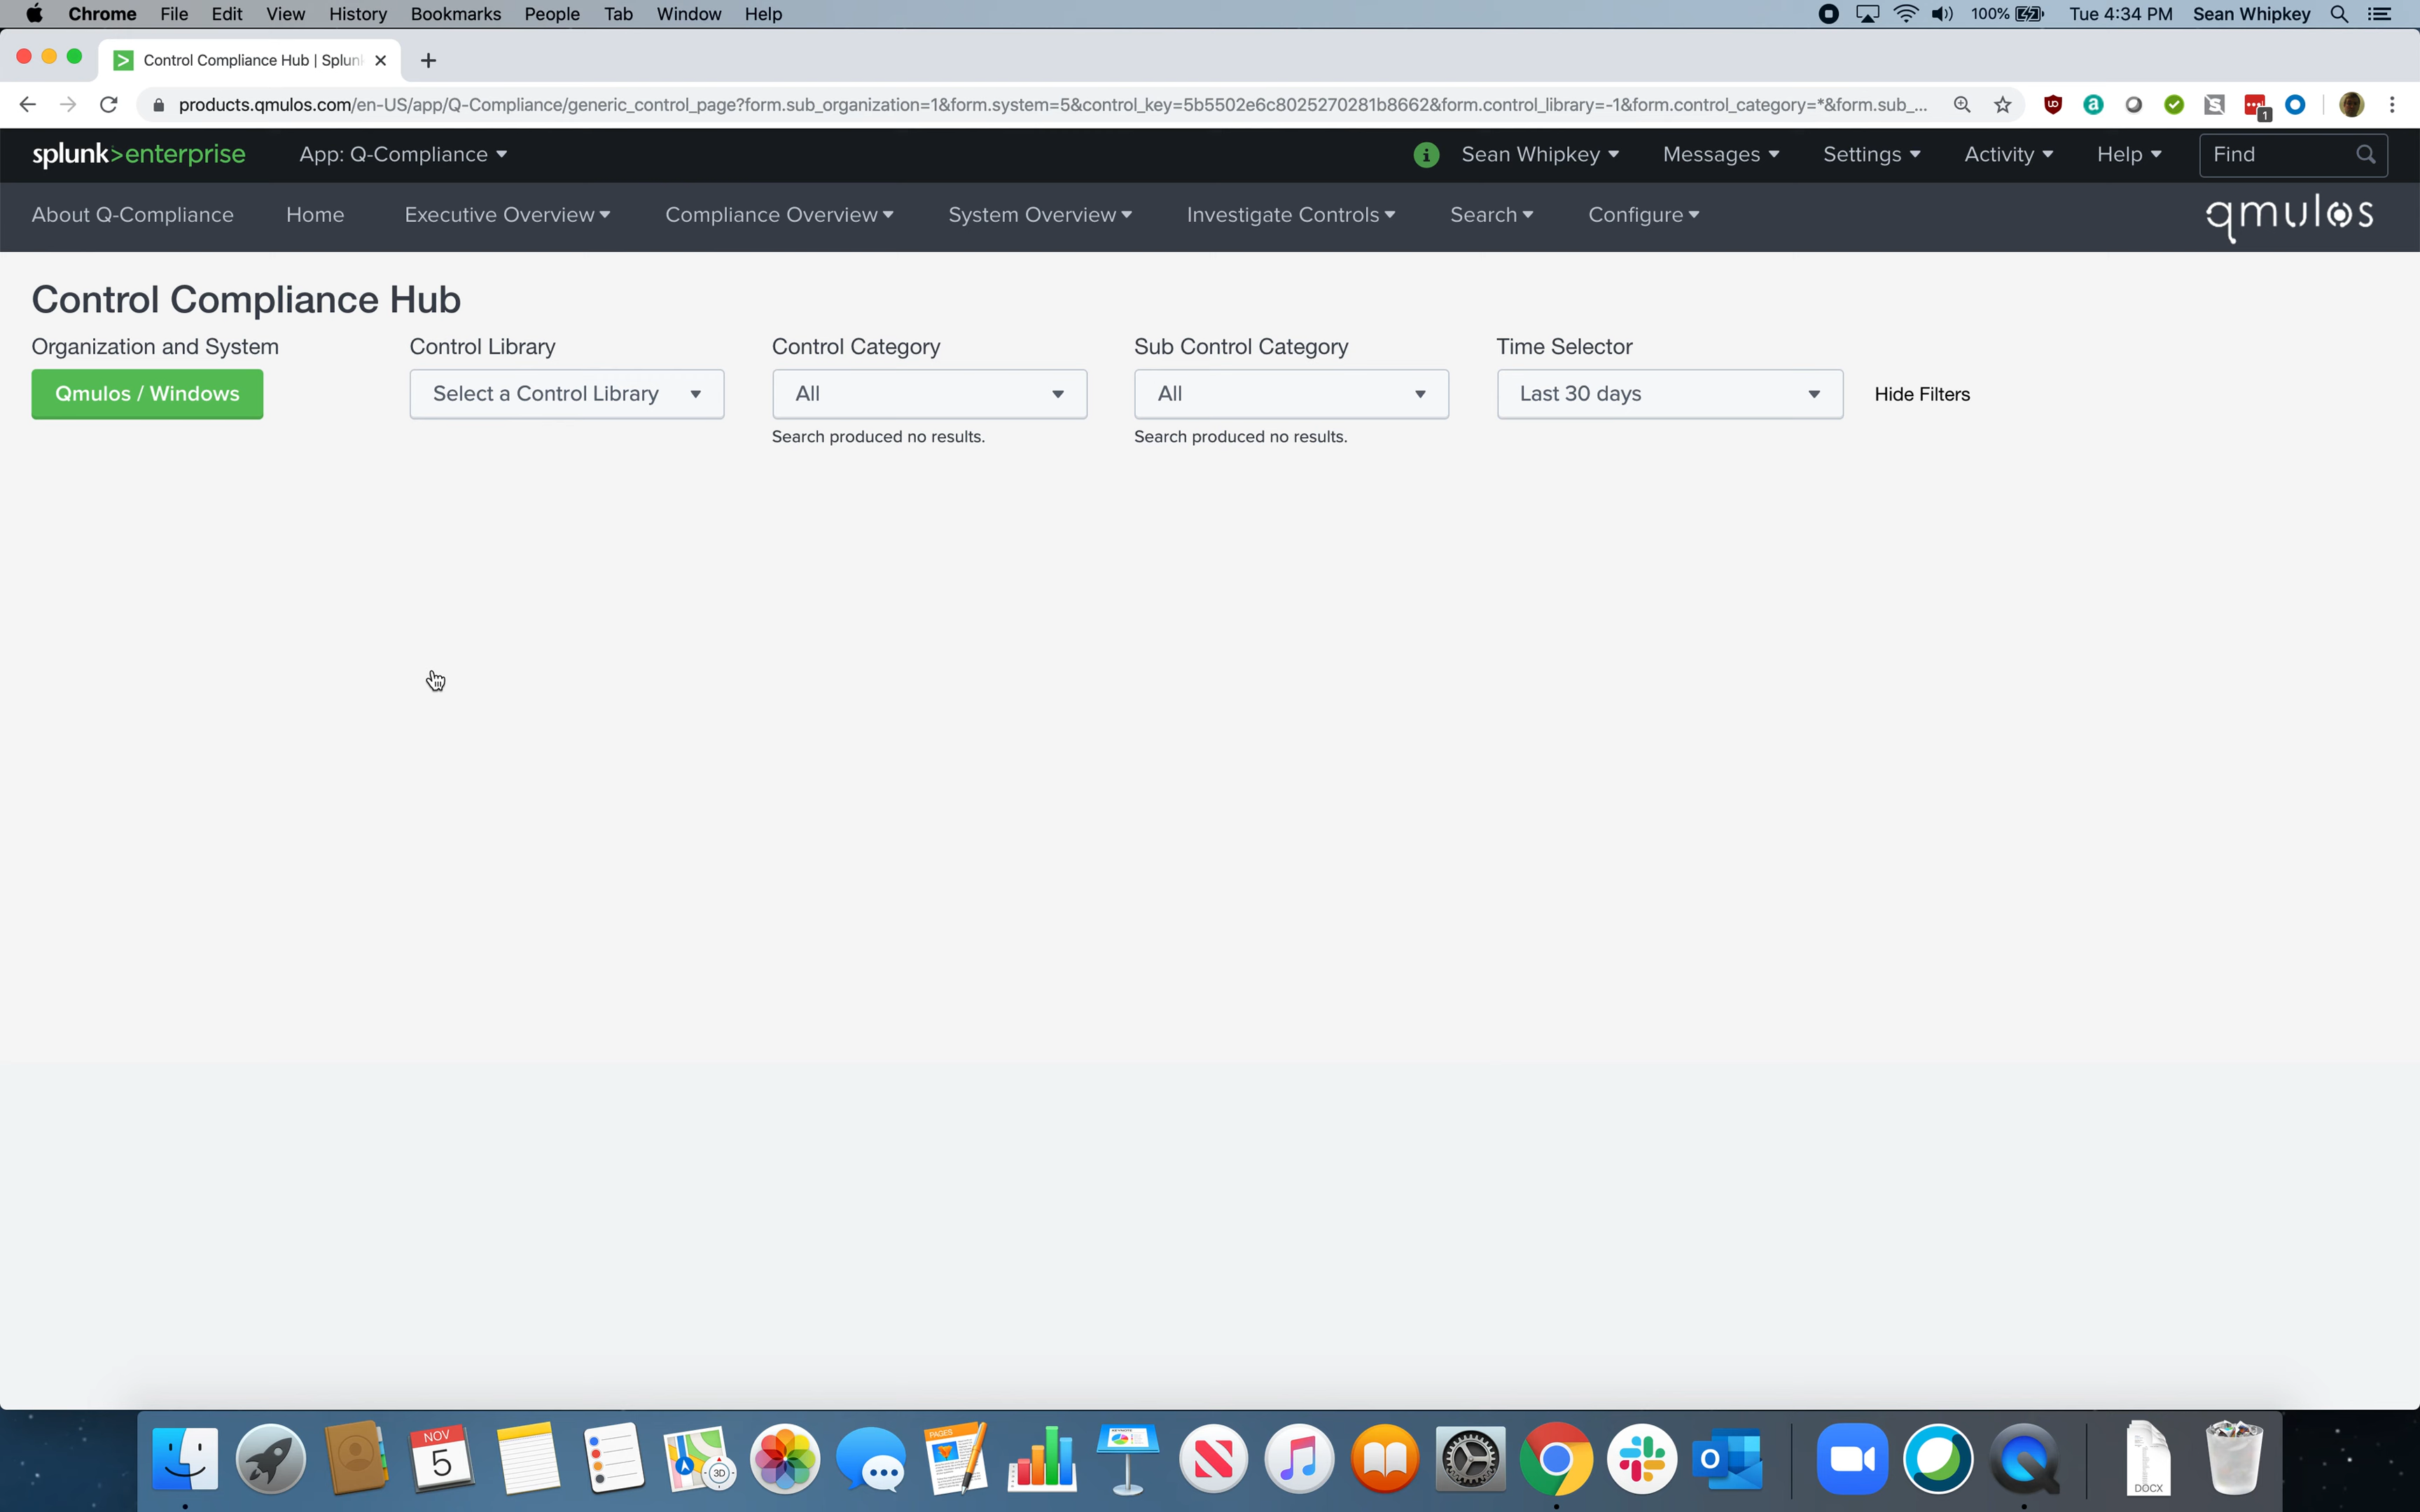 Chrome File Edit View History Bookmarks People Tab Window Help 100% Tue 4:34 PM Sean Whipkey
Control Compliance Hub | Splun
products.qmulos.com/en-US/app/Q-Compliance/generic_control_page?form.sub_organization=1&form.system=5&control_key=5b5502e6c8025270281b8662&form.control_library=-1&form.control_category=*&form.sub_... 1
splunk>enterprise App: Q-Compliance i Sean Whipkey Messages Settings Activity Help Find
About Q-Compliance Home Executive Overview Compliance Overview System Overview Investigate Controls Search Configure qmulos
Control Compliance Hub
Organization and System Control Library Control Category Sub Control Category Time Selector
Qmulos / Windows Select a Control Library All All Last 30 days Hide Filters
Search produced no results. Search produced no results.
NOV
5
3D
PAGES
DOCX